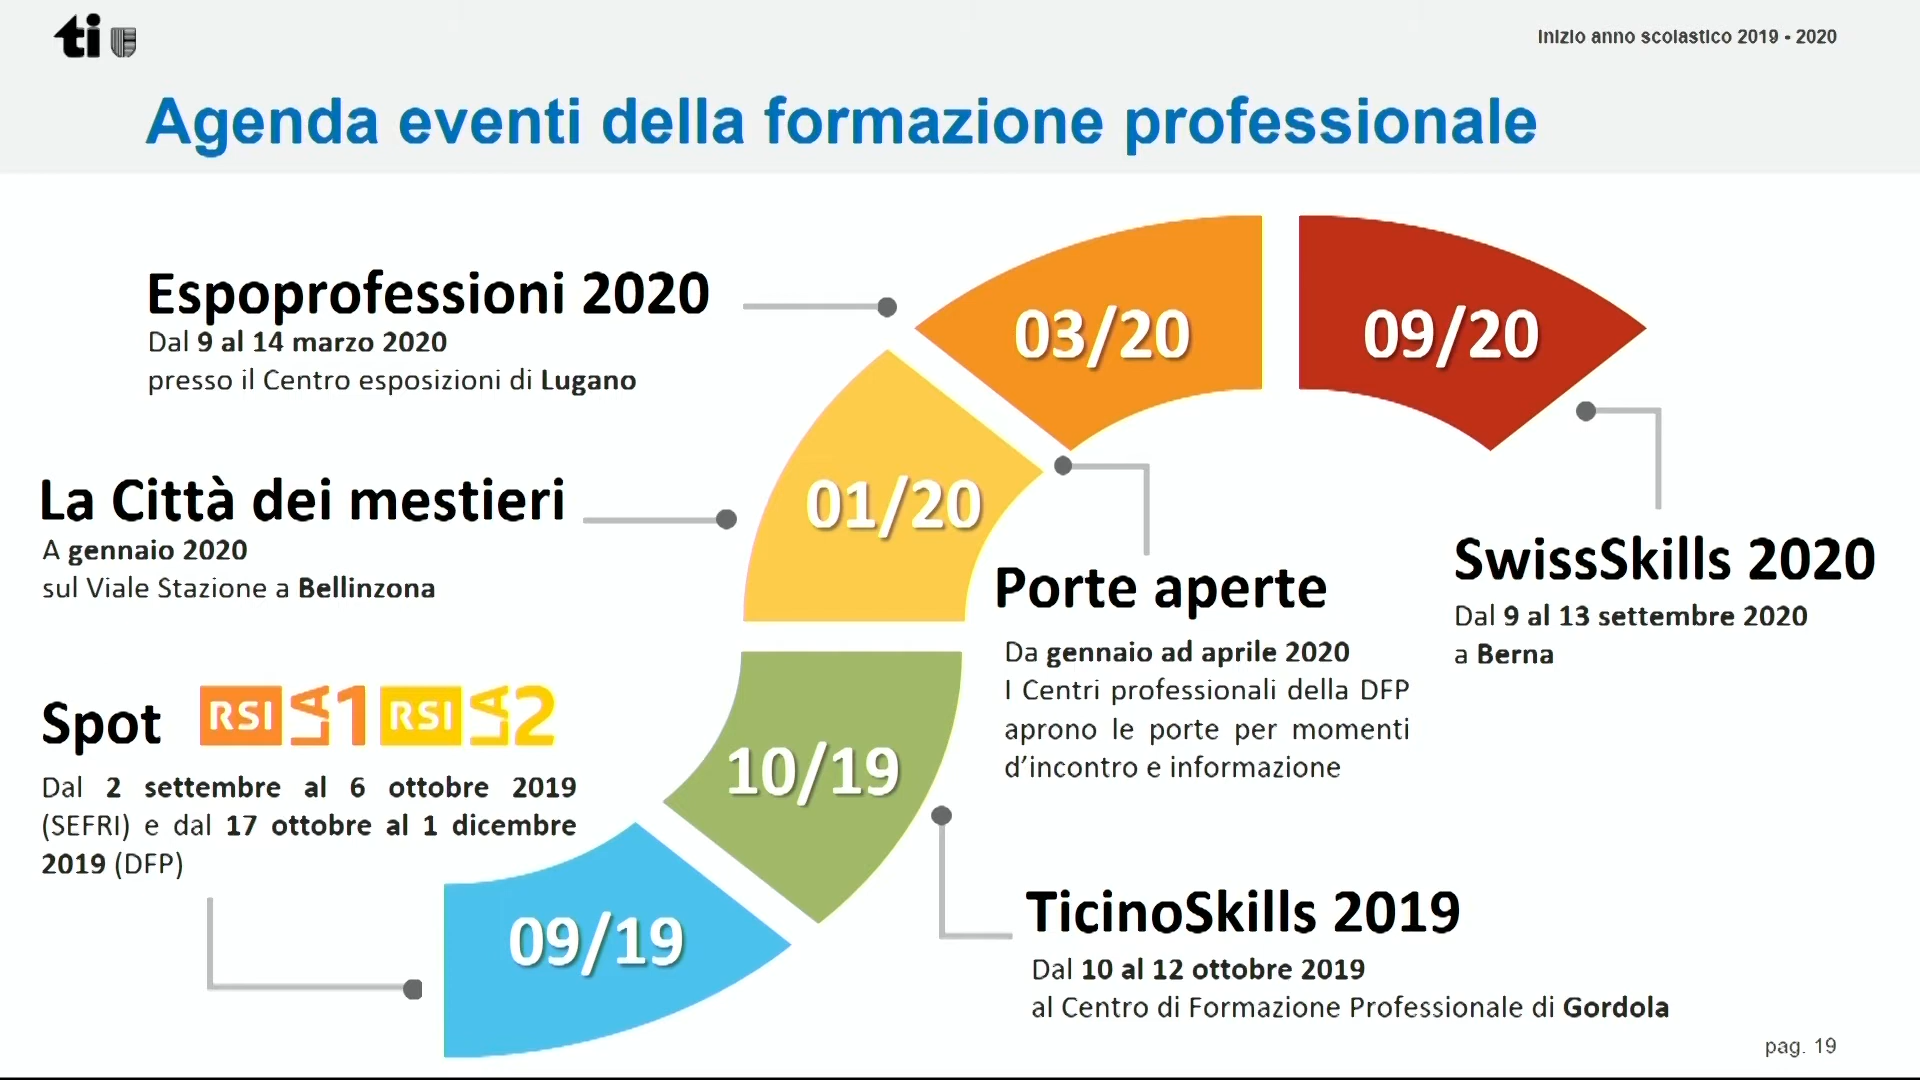 ti
Inizio anno scolastico 2019 - 2020
Agenda eventi della formazione professionale
Espoprofessioni 2020
Dal 9 al 14 marzo 2020
presso il Centro esposizioni di Lugano
03/20
09/20
La Città dei mestieri
A gennaio 2020
sul Viale Stazione a Bellinzona
01/20
Porte aperte
Da gennaio ad aprile 2020
I Centri professionali della DFP
aprono le porte per momenti
d'incontro e informazione
SwissSkills 2020
Dal 9 al 13 settembre 2020
a Berna
Spot RSI LA 1 RSI LA 2
Dal 2 settembre al 6 ottobre 2019
(SEFRI) e dal 17 ottobre al 1 dicembre
2019 (DFP)
10/19
09/19
TicinoSkills 2019
Dal 10 al 12 ottobre 2019
al Centro di Formazione Professionale di Gordola
pag. 19